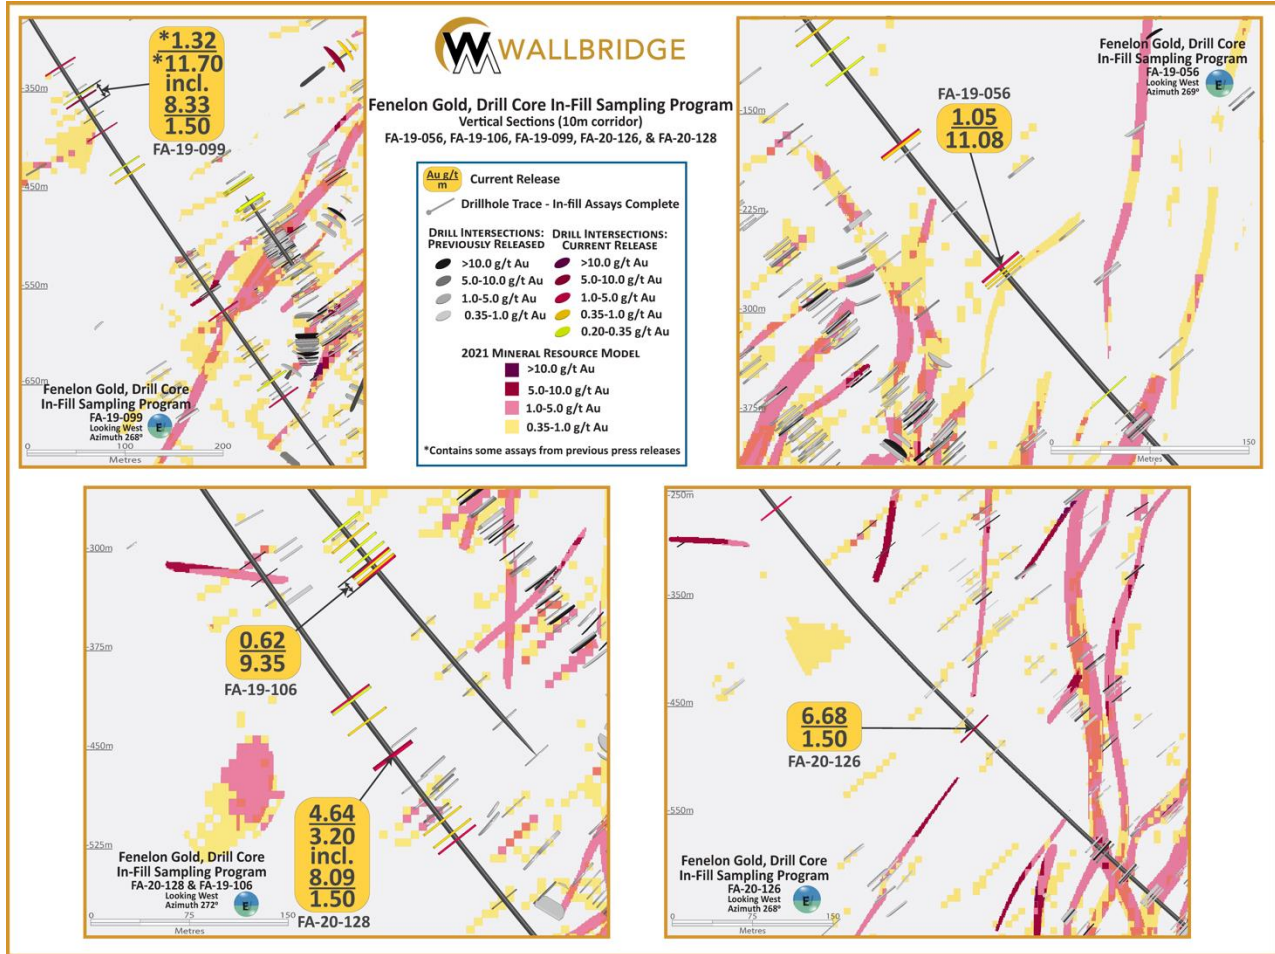 *1.32
*11.70
incl.
8.33
1.50
FA-19-099
-350m
-450m
-550m
-650m
Fenelon Gold, Drill Core
In-Fill Sampling Program
FA-19-099
Looking West
Azimuth 268°
E
0 100 200
Metres
WM WALLBRIDGE
Fenelon Gold, Drill Core In-Fill Sampling Program
Vertical Sections (10m corridor)
FA-19-056, FA-19-106, FA-19-099, FA-20-126, & FA-20-128
Au g/t
m
Current Release
Drillhole Trace - In-fill Assays Complete
Drill Intersections:
Previously Released
>10.0 g/t Au
5.0-10.0 g/t Au
1.0-5.0 g/t Au
0.35-1.0 g/t Au
Drill Intersections:
Current Release
>10.0 g/t Au
5.0-10.0 g/t Au
1.0-5.0 g/t Au
0.35-1.0 g/t Au
0.20-0.35 g/t Au
2021 Mineral Resource Model
>10.0 g/t Au
5.0-10.0 g/t Au
1.0-5.0 g/t Au
0.35-1.0 g/t Au
*Contains some assays from previous press releases
Fenelon Gold, Drill Core
In-Fill Sampling Program
FA-19-056
Looking West
Azimuth 269°
E
FA-19-056
1.05
11.08
-150m
-225m
-300m
-375m
0 150
Metres
-300m
-375m
-450m
-525m
0.62
9.35
FA-19-106
4.64
3.20
incl.
8.09
1.50
FA-20-128
Fenelon Gold, Drill Core
In-Fill Sampling Program
FA-20-128 & FA-19-106
Looking West
Azimuth 272°
E
0 75 150
Metres
-250m
-350m
-450m
-550m
6.68
1.50
FA-20-126
Fenelon Gold, Drill Core
In-Fill Sampling Program
FA-20-126
Looking West
Azimuth 268°
E
0 75 150
Metres